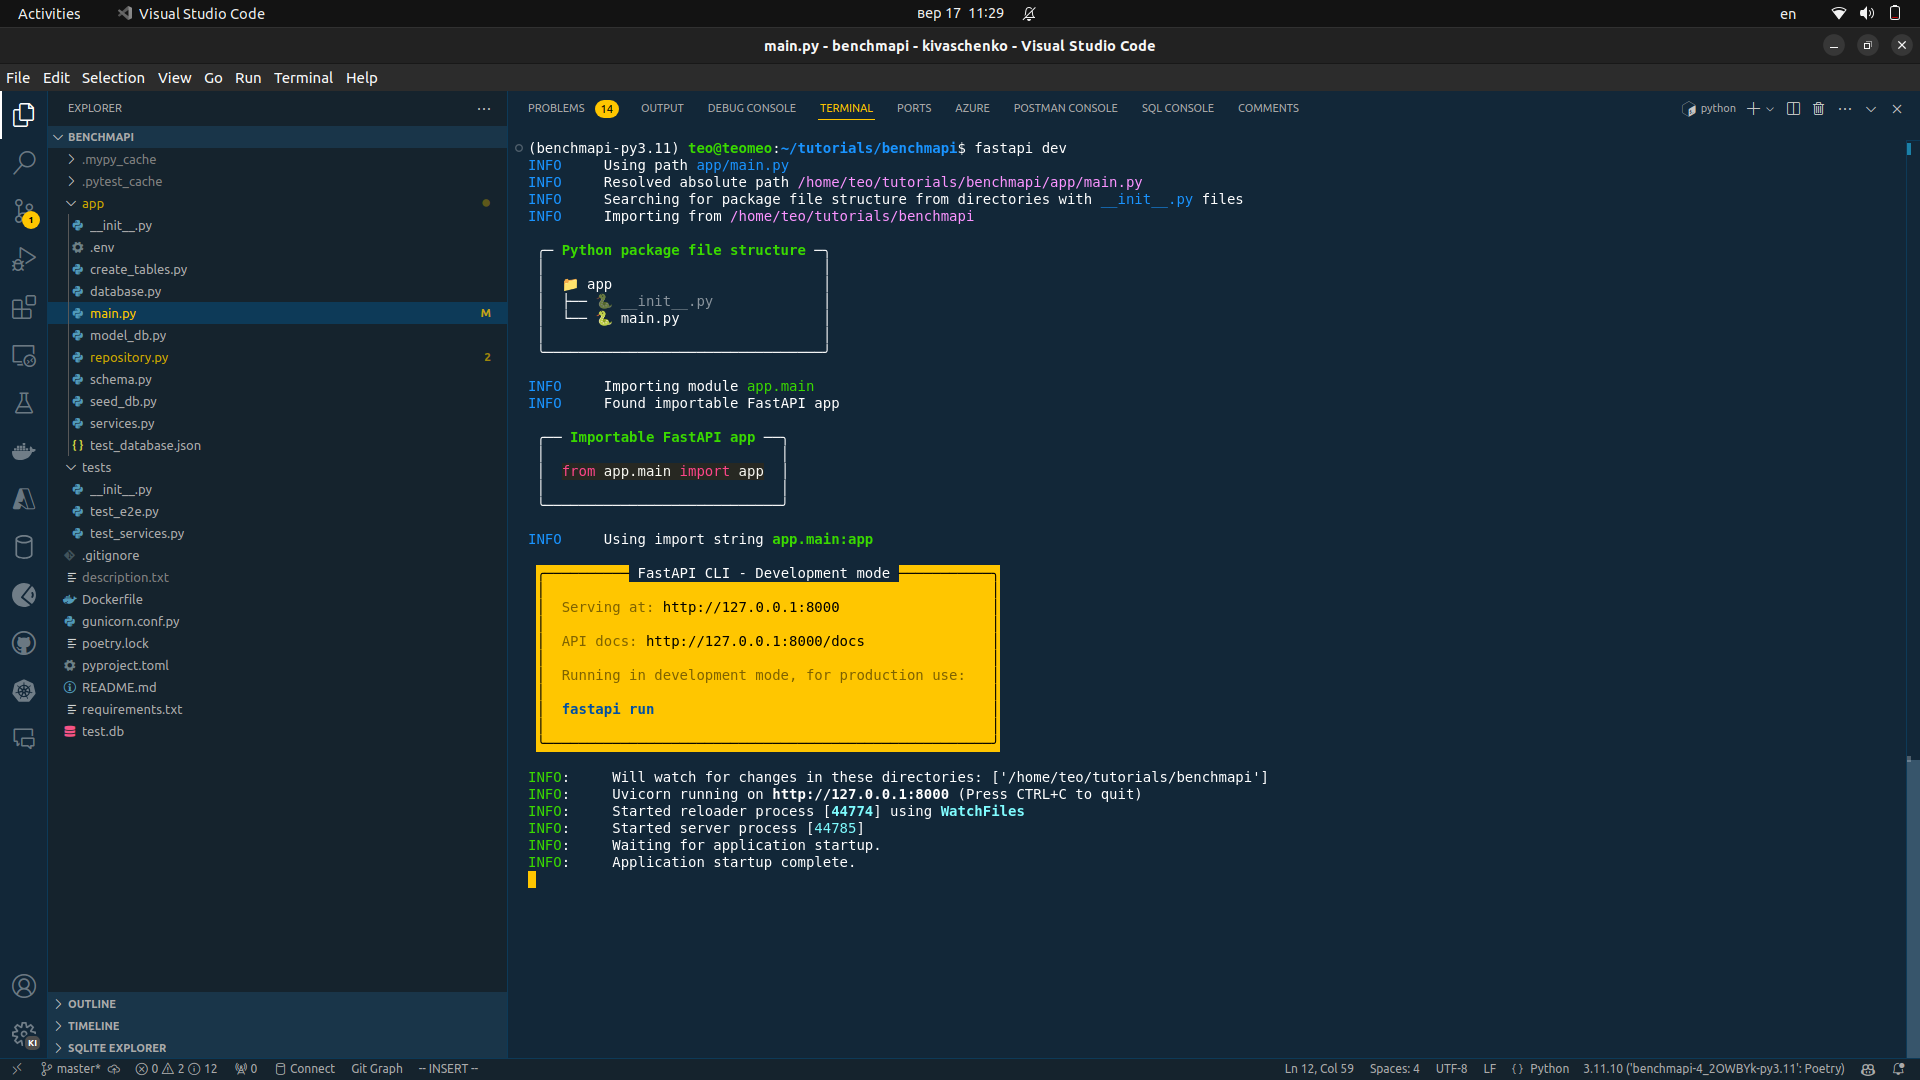 Activities
Visual Studio Code
вер 17 11:29
en
main.py - benchmapi - kivaschenko - Visual Studio Code
File Edit Selection View Go Run Terminal Help
EXPLORER
BENCHMAPI
.mypy_cache
.pytest_cache
app
__init__.py
.env
create_tables.py
database.py
main.py M
model_db.py
repository.py 2
schema.py
seed_db.py
services.py
test_database.json
tests
__init__.py
test_e2e.py
test_services.py
.gitignore
description.txt
Dockerfile
gunicorn.conf.py
poetry.lock
pyproject.toml
README.md
requirements.txt
test.db
OUTLINE
TIMELINE
SQLITE EXPLORER
1
KI
PROBLEMS 14 OUTPUT DEBUG CONSOLE TERMINAL PORTS AZURE POSTMAN CONSOLE SQL CONSOLE COMMENTS
python
(benchmapi-py3.11) teo@teomeo:~/tutorials/benchmapi$ fastapi dev
INFO Using path app/main.py
INFO Resolved absolute path /home/teo/tutorials/benchmapi/app/main.py
INFO Searching for package file structure from directories with __init__.py files
INFO Importing from /home/teo/tutorials/benchmapi
Python package file structure
app
__init__.py
main.py
INFO Importing module app.main
INFO Found importable FastAPI app
Importable FastAPI app
from app.main import app
INFO Using import string app.main:app
FastAPI CLI - Development mode
Serving at: http://127.0.0.1:8000
API docs: http://127.0.0.1:8000/docs
Running in development mode, for production use:
fastapi run
INFO: Will watch for changes in these directories: ['/home/teo/tutorials/benchmapi']
INFO: Uvicorn running on http://127.0.0.1:8000 (Press CTRL+C to quit)
INFO: Started reloader process [44774] using WatchFiles
INFO: Started server process [44785]
INFO: Waiting for application startup.
INFO: Application startup complete.
master* 0 2 12 0 Connect Git Graph -- INSERT --
Ln 12, Col 59 Spaces: 4 UTF-8 LF {} Python 3.11.10 ('benchmapi-4_2OWBYk-py3.11': Poetry)